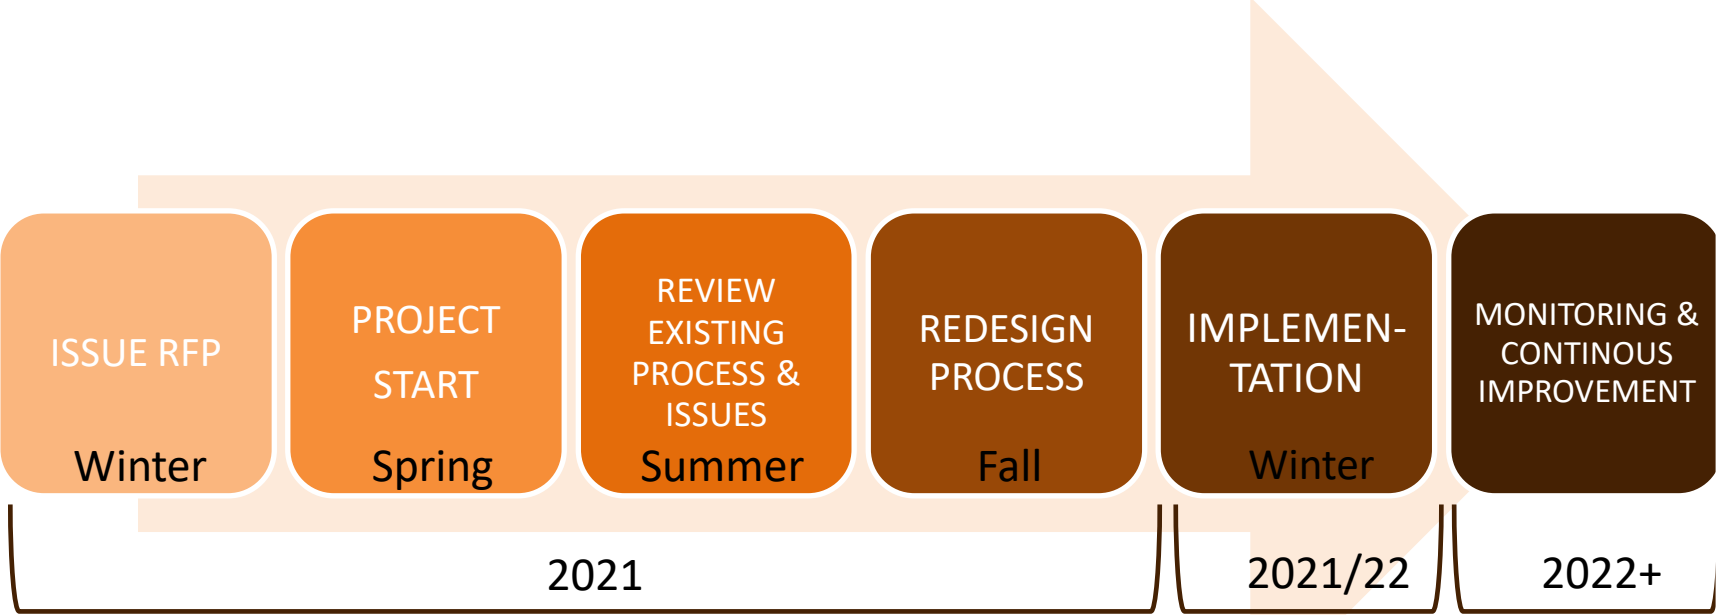 ISSUE RFP
Winter
PROJECT
START
Spring
REVIEW
EXISTING
PROCESS &
ISSUES
Summer
REDESIGN
PROCESS
Fall
IMPLEMEN-
TATION
Winter
MONITORING &
CONTINOUS
IMPROVEMENT
2021
2021/22
2022+